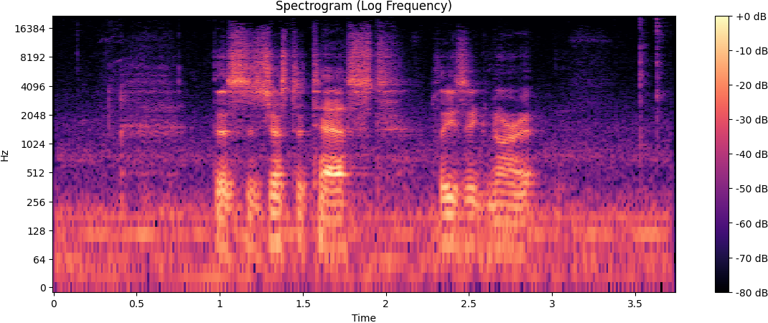 Spectrogram (Log Frequency)
16384
8192
4096
2048
1024
512
256
128
64
0
Hz
0
0.5
1
1.5
2
2.5
3
3.5
Time
+0 dB
-10 dB
-20 dB
-30 dB
-40 dB
-50 dB
-60 dB
-70 dB
-80 dB